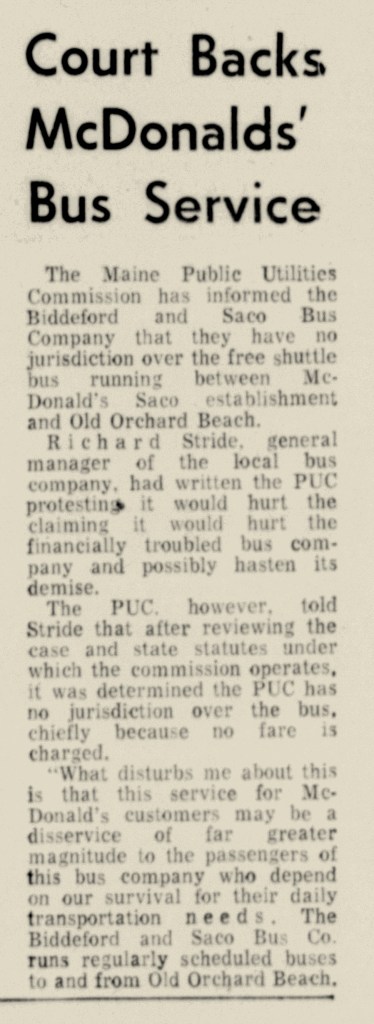 Court Backs
McDonalds'
Bus Service
The Maine Public Utilities
Commission has informed the
Biddeford and Saco Bus
Company that they have no
jurisdiction over the free shuttle
bus running between Mc-
Donald's Saco establishment
and Old Orchard Beach.
Richard Stride, general
manager of the local bus
company, had written the PUC
protesting it would hurt the
claiming it would hurt the
financially troubled bus com-
pany and possibly hasten its
demise.
The PUC, however, told
Stride that after reviewing the
case and state statutes under
which the commission operates,
it was determined the PUC has
no jurisdiction over the bus,
chiefly because no fare is
charged.
"What disturbs me about this
is that this service for Mc-
Donald's customers may be a
disservice of far greater
magnitude to the passengers of
this bus company who depend
on our survival for their daily
transportation needs. The
Biddeford and Saco Bus Co.
runs regularly scheduled buses
to and from Old Orchard Beach.